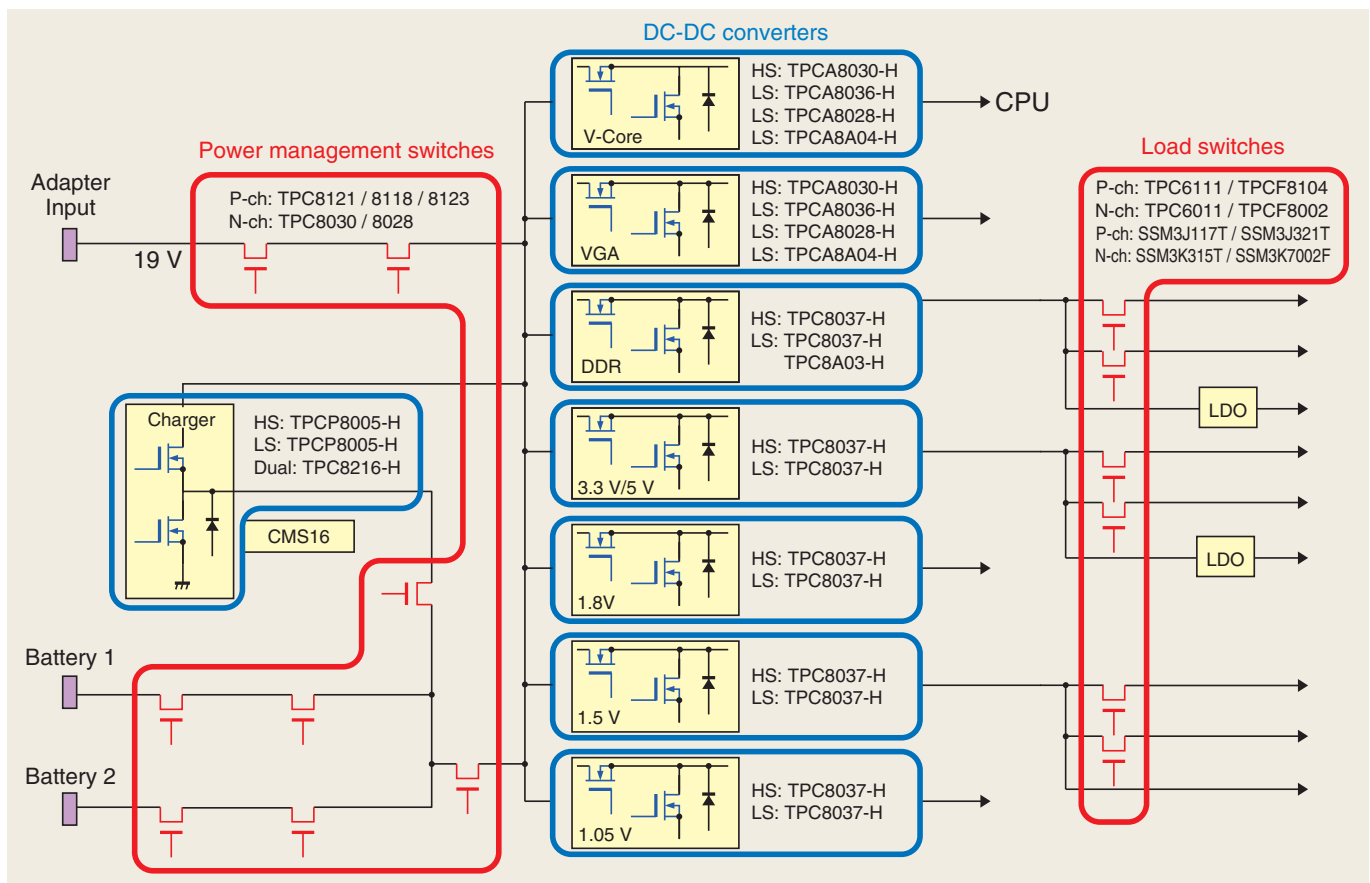 DC-DC converters
V-Core
HS: TPCA8030-H
LS: TPCA8036-H
LS: TPCA8028-H
LS: TPCA8A04-H
CPU
Power management switches
P-ch: TPC8121 / 8118 / 8123
N-ch: TPC8030 / 8028
Adapter
Input
19 V
VGA
HS: TPCA8030-H
LS: TPCA8036-H
LS: TPCA8028-H
LS: TPCA8A04-H
Load switches
P-ch: TPC6111 / TPCF8104
N-ch: TPC6011 / TPCF8002
P-ch: SSM3J117T / SSM3J321T
N-ch: SSM3K315T / SSM3K7002F
DDR
HS: TPC8037-H
LS: TPC8037-H
TPC8A03-H
LDO
Charger
HS: TPCP8005-H
LS: TPCP8005-H
Dual: TPC8216-H
CMS16
3.3 V/5 V
HS: TPC8037-H
LS: TPC8037-H
LDO
1.8V
HS: TPC8037-H
LS: TPC8037-H
Battery 1
1.5 V
HS: TPC8037-H
LS: TPC8037-H
Battery 2
1.05 V
HS: TPC8037-H
LS: TPC8037-H